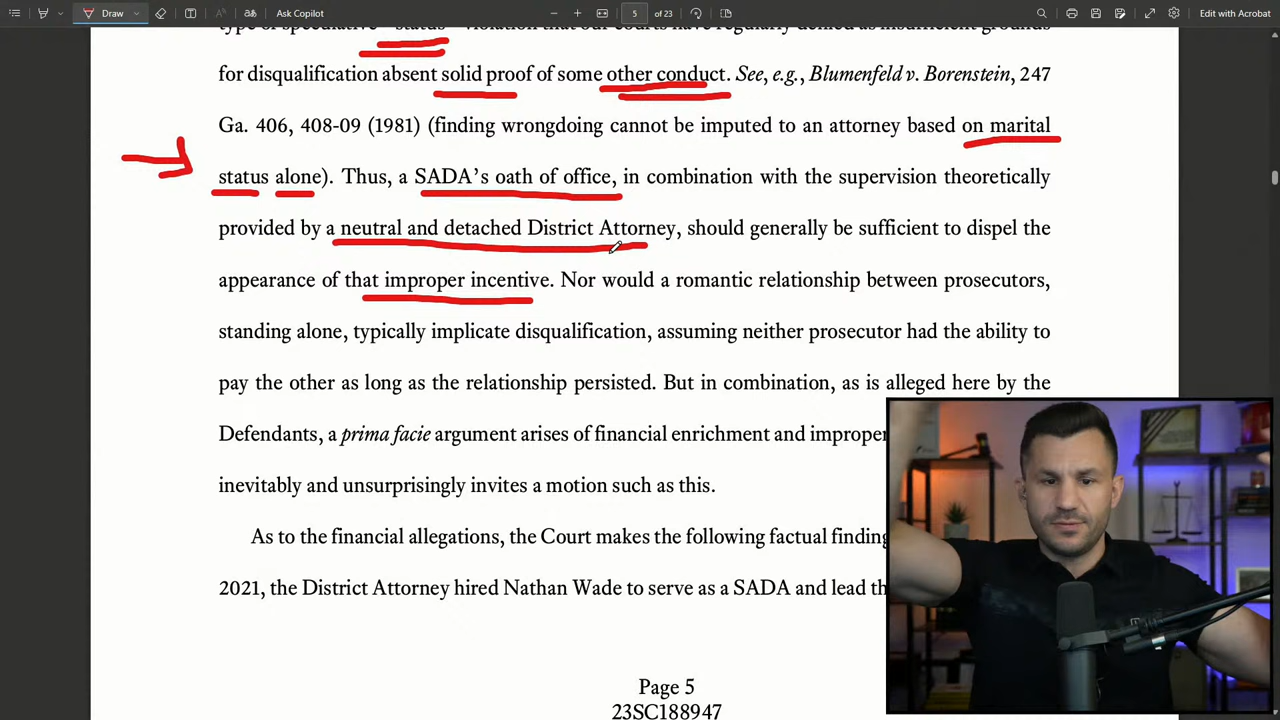 Draw
Ask Copilot
5
of 23
Edit with Acrobat
violation that our courts have regularly denied as insufficient grounds
for disqualification absent solid proof of some other conduct. See, e.g., Blumenfeld v. Borenstein, 247
Ga. 406, 408-09 (1981) (finding wrongdoing cannot be imputed to an attorney based on marital
status alone). Thus, a SADA's oath of office, in combination with the supervision theoretically
provided by a neutral and detached District Attorney, should generally be sufficient to dispel the
appearance of that improper incentive. Nor would a romantic relationship between prosecutors,
standing alone, typically implicate disqualification, assuming neither prosecutor had the ability to
pay the other as long as the relationship persisted. But in combination, as is alleged here by the
Defendants, a prima facie argument arises of financial enrichment and improper
inevitably and unsurprisingly invites a motion such as this.
As to the financial allegations, the Court makes the following factual finding
2021, the District Attorney hired Nathan Wade to serve as a SADA and lead th
Page 5
23SC188947